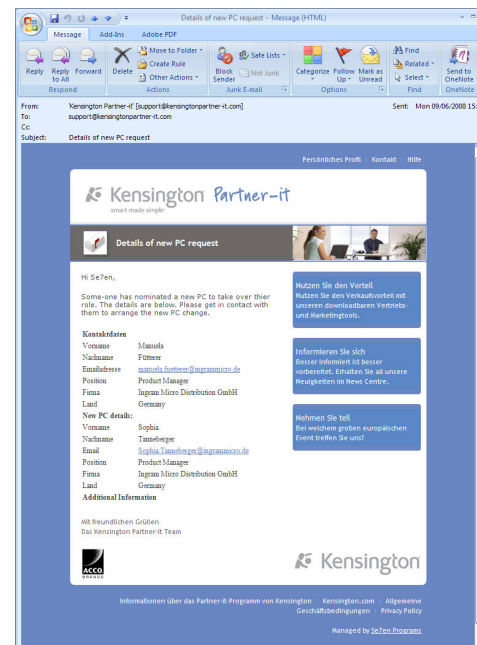 Details of new PC request - Message (HTML)
Message Add-Ins Adobe PDF
Reply Reply to All Forward
Respond
Delete Move to Folder
Create Rule
Other Actions
Actions
Block Sender Safe Lists
Not Junk
Junk E-mail
Categorize Follow Up Mark as Unread
Options
Find
Related
Select
Find
Send to OneNote
OneNote
From: 'Kensington Partner-it' [support@kensingtonpartner-it.com] Sent: Mon 09/06/2008 15:
To: support@kensingtonpartner-it.com
Cc:
Subject: Details of new PC request
Persönliches Profil Kontakt Hilfe
Kensington Partner-it
smart made simple
Details of new PC request
Hi Se7en,
Some-one has nominated a new PC to take over thier
role. The details are below. Please get in contact with
them to arrange the new PC change.
Kontaktdaten
Vorname Manuela
Nachname Fütterer
Emailadresse manuela.fuetterer@ingrammicro.de
Position Product Manager
Firma Ingram Micro Distribution GmbH
Land Germany
New PC details:
Vorname Sophia
Nachname Tanneberger
Email Sophia.Tanneberger@ingrammicro.de
Position Product Manager
Firma Ingram Micro Distribution GmbH
Land Germany
Additional Information
Mit freundlichen Grüßen
Das Kensington Partner-it Team
Nutzen Sie den Vorteil
Nutzen Sie den Verkaufsvorteil mit
unseren downloadbaren Vertriebs-
und Marketingtools.
Informieren Sie sich
Besser informiert ist besser
vorbereitet. Erhalten Sie all unsere
Neuigkeiten im News Centre.
Nehmen Sie teil
Bei welchem großen europäischen
Event treffen Sie uns?
ACCO
BRANDS
Kensington
Informationen über das Partner-it-Programm von Kensington Kensington.com Allgemeine
Geschäftsbedingungen Privacy Policy
Managed by Se7en Programs